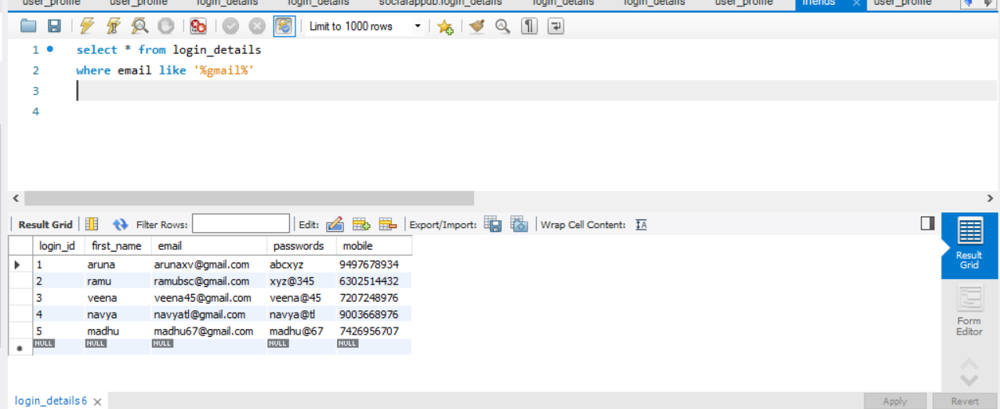 user_profile user_profile login_details login_details socialappdb.login_details login_details login_details user_profile friends × user_profile
Limit to 1000 rows
1 select * from login_details
2 where email like '%gmail%'
3
4
Result Grid Filter Rows: Edit: Export/Import: Wrap Cell Content: IA
login_id first_name email passwords mobile
1 aruna arunaxv@gmail.com abcxyz 9497678934
2 ramu ramubsc@gmail.com xyz@345 6302514432
3 veena veena45@gmail.com veena@45 7207248976
4 navya navyatl@gmail.com navya@tl 9003668976
5 madhu madhu67@gmail.com madhu@67 7426956707
NULL NULL NULL NULL NULL
Result
Grid
Form
Editor
login_details 6 ×
Apply Revert